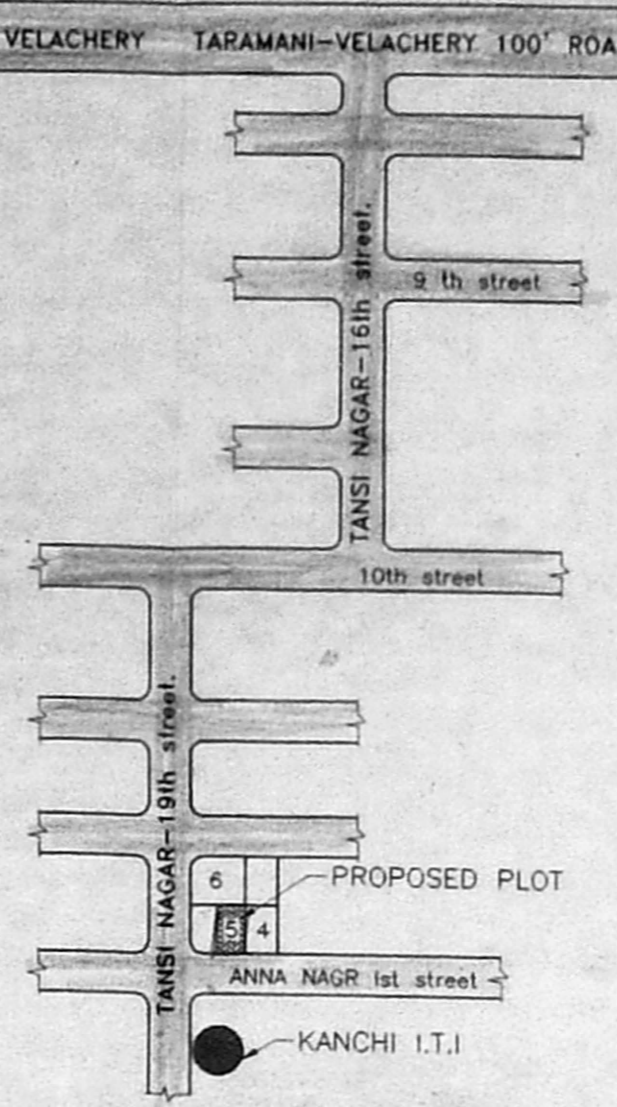 VELACHERY TARAMANI-VELACHERY 100' ROA
TANSI NAGAR-16th street.
9 th street
10th street
TANSI NAGAR-19th street.
6
PROPOSED PLOT
5
4
ANNA NAGR Ist street
KANCHI I.T.I